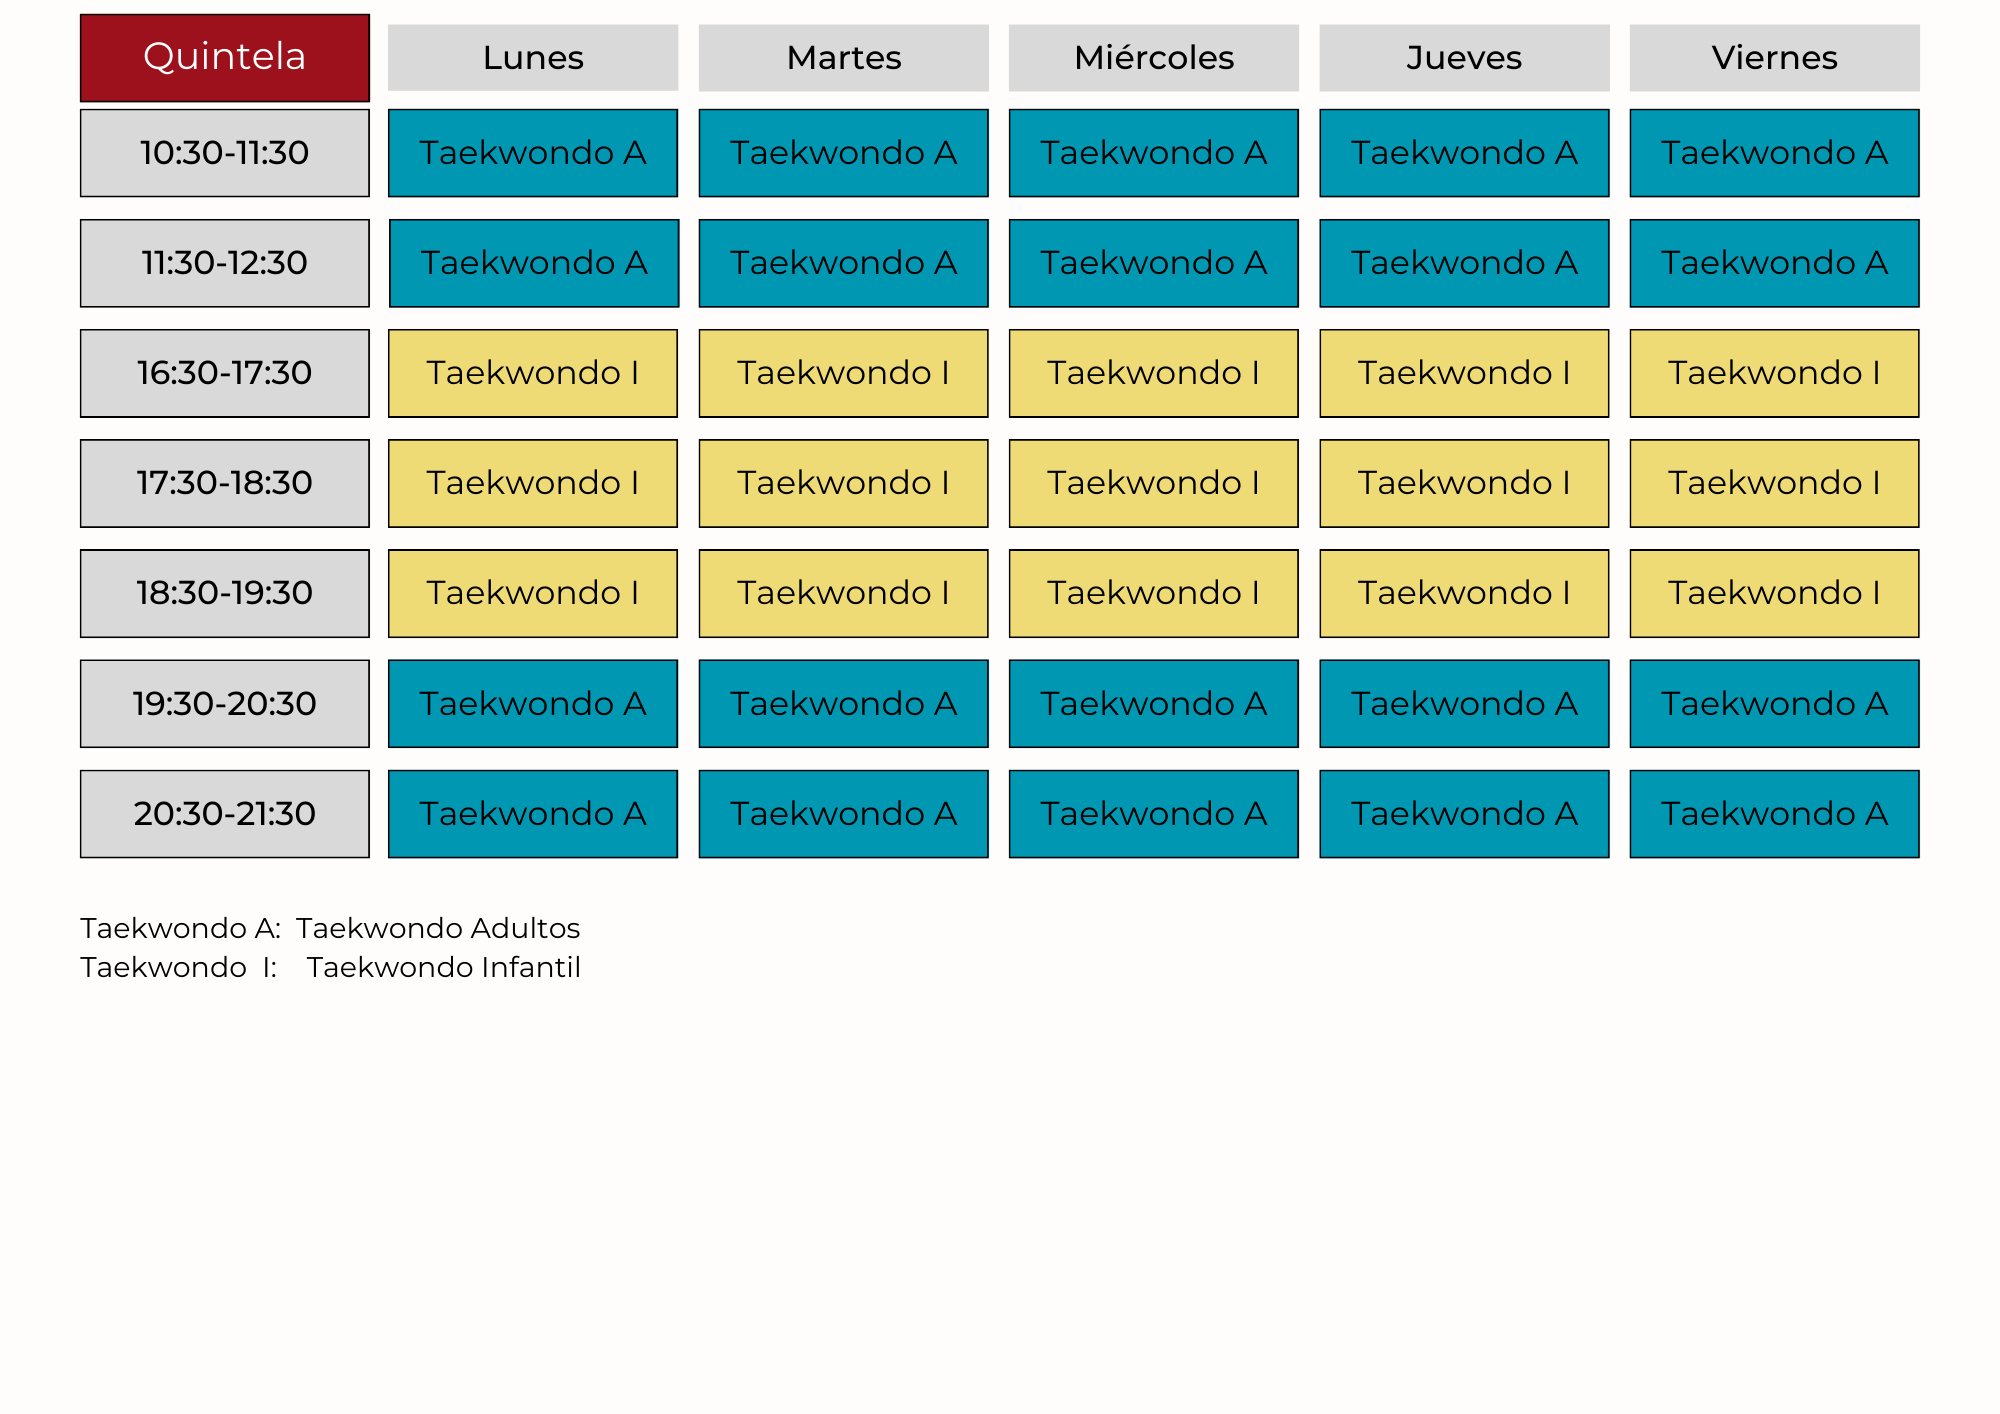 Quintela Lunes Martes Miércoles Jueves Viernes
10:30-11:30 Taekwondo A Taekwondo A Taekwondo A Taekwondo A Taekwondo A
11:30-12:30 Taekwondo A Taekwondo A Taekwondo A Taekwondo A Taekwondo A
16:30-17:30 Taekwondo I Taekwondo I Taekwondo I Taekwondo I Taekwondo I
17:30-18:30 Taekwondo I Taekwondo I Taekwondo I Taekwondo I Taekwondo I
18:30-19:30 Taekwondo I Taekwondo I Taekwondo I Taekwondo I Taekwondo I
19:30-20:30 Taekwondo A Taekwondo A Taekwondo A Taekwondo A Taekwondo A
20:30-21:30 Taekwondo A Taekwondo A Taekwondo A Taekwondo A Taekwondo A
Taekwondo A: Taekwondo Adultos
Taekwondo I: Taekwondo Infantil